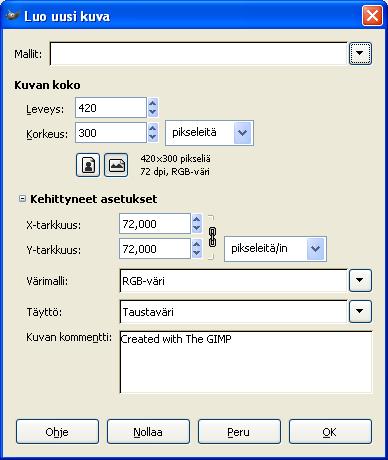 Luo uusi kuva
Mallit:
Kuvan koko
Leveys: 420
Korkeus: 300 pikseleitä
420×300 pikseliä
72 dpi, RGB-väri
Kehittyneet asetukset
X-tarkkuus: 72,000
Y-tarkkuus: 72,000 pikseleitä/in
Värimalli: RGB-väri
Täyttö: Taustaväri
Kuvan kommentti: Created with The GIMP
Ohje Nollaa Peru OK